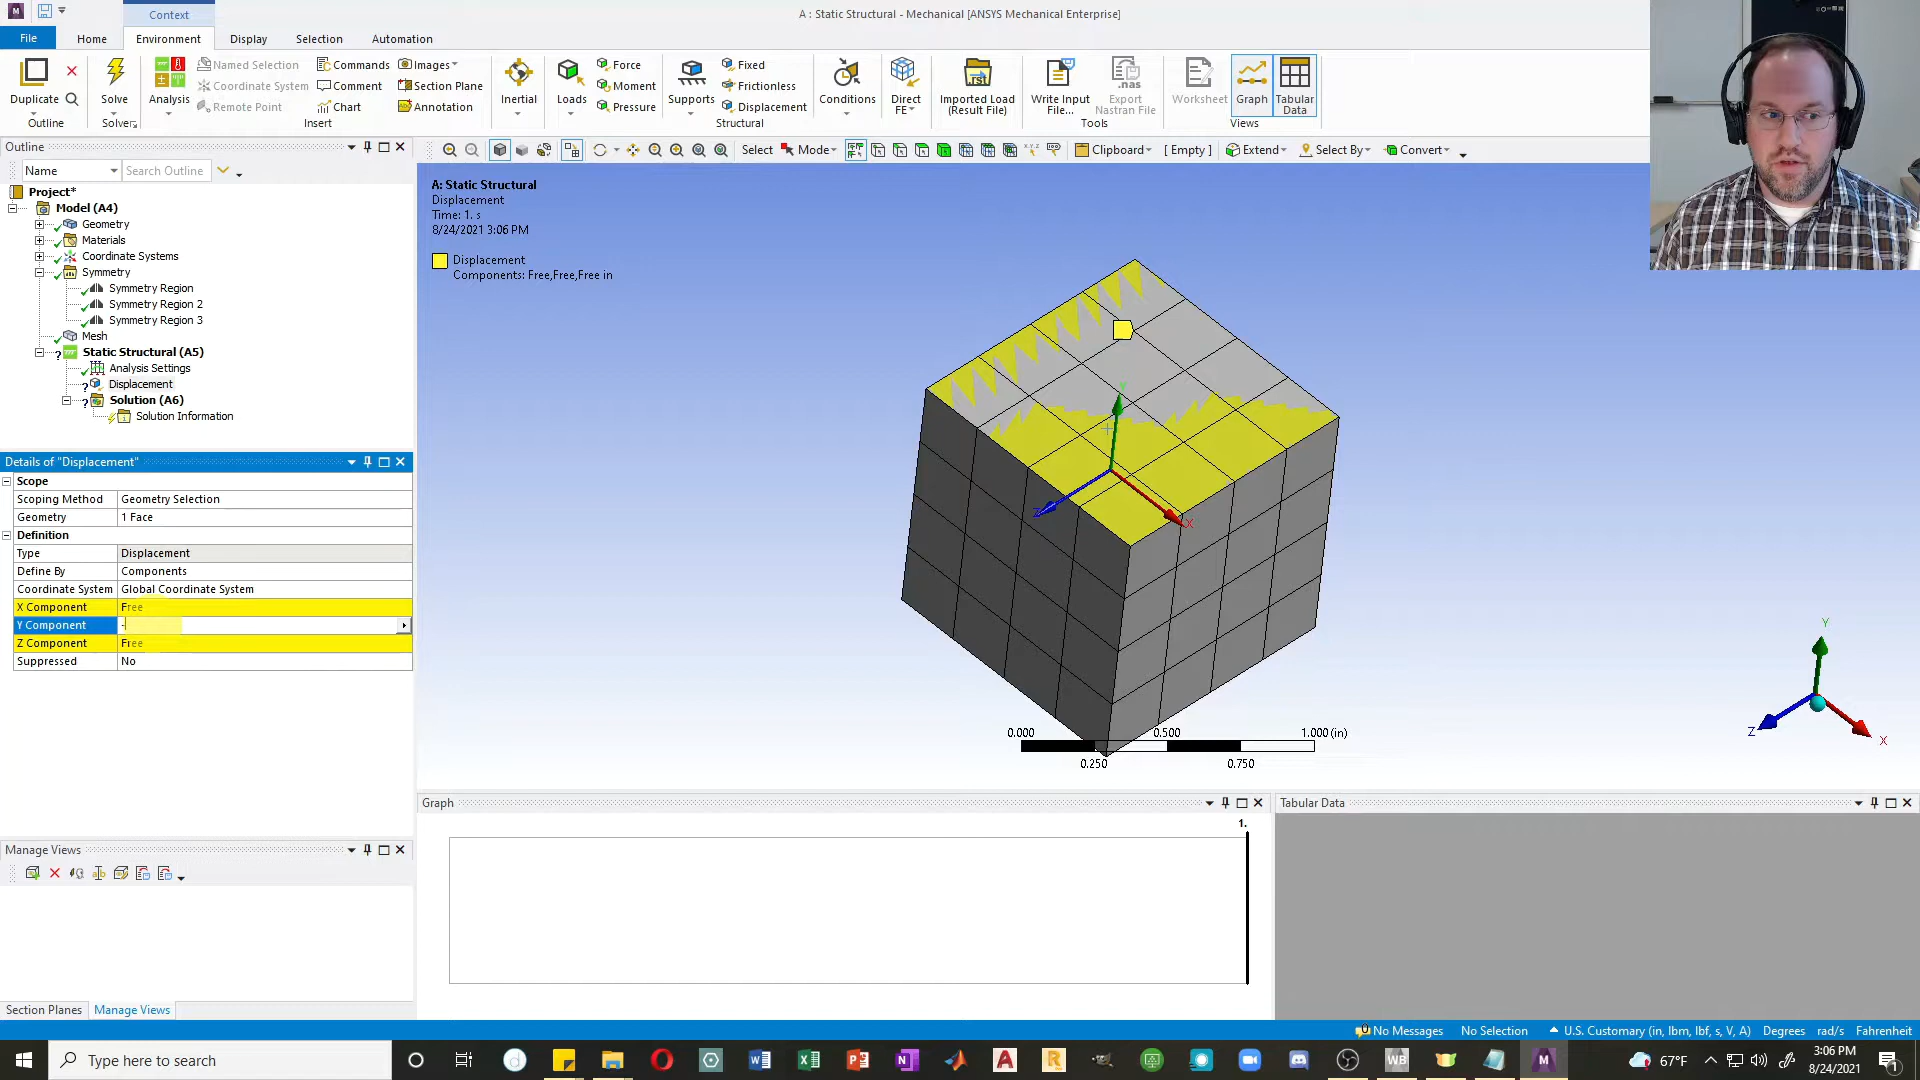 Context
A : Static Structural - Mechanical [ANSYS Mechanical Enterprise]
File Home Environment Display Selection Automation
Duplicate
Outline
Solve
Solver
Analysis
Named Selection
Coordinate System
Remote Point
Commands
Comment
Chart
Images
Section Plane
Annotation
Insert
Inertial
Loads
Force
Moment
Pressure
Supports
Fixed
Frictionless
Displacement
Structural
Conditions
Direct FE
Imported Load (Result File)
Write Input File...
Export Nastran File
Tools
Worksheet
Graph
Tabular Data
Views
Outline
Name Search Outline
Select Mode Clipboard [ Empty ] Extend Select By Convert
Project*
Model (A4)
Geometry
Materials
Coordinate Systems
Symmetry
Symmetry Region
Symmetry Region 2
Symmetry Region 3
Mesh
Static Structural (A5)
Analysis Settings
Displacement
Solution (A6)
Solution Information
A: Static Structural
Displacement
Time: 1. s
8/24/2021 3:06 PM
Displacement
Components: Free,Free,Free in
Y
Z
X
Y
Z
X
0.000 0.500 1.000 (in)
0.250 0.750
Details of "Displacement"
Scope
Scoping Method Geometry Selection
Geometry 1 Face
Definition
Type Displacement
Define By Components
Coordinate System Global Coordinate System
X Component Free
Y Component -
Z Component Free
Suppressed No
Graph
1.
Tabular Data
Manage Views
Section Planes Manage Views
No Messages No Selection U.S. Customary (in, lbm, lbf, s, V, A) Degrees rad/s Fahrenheit
Type here to search
67°F
3:06 PM
8/24/2021